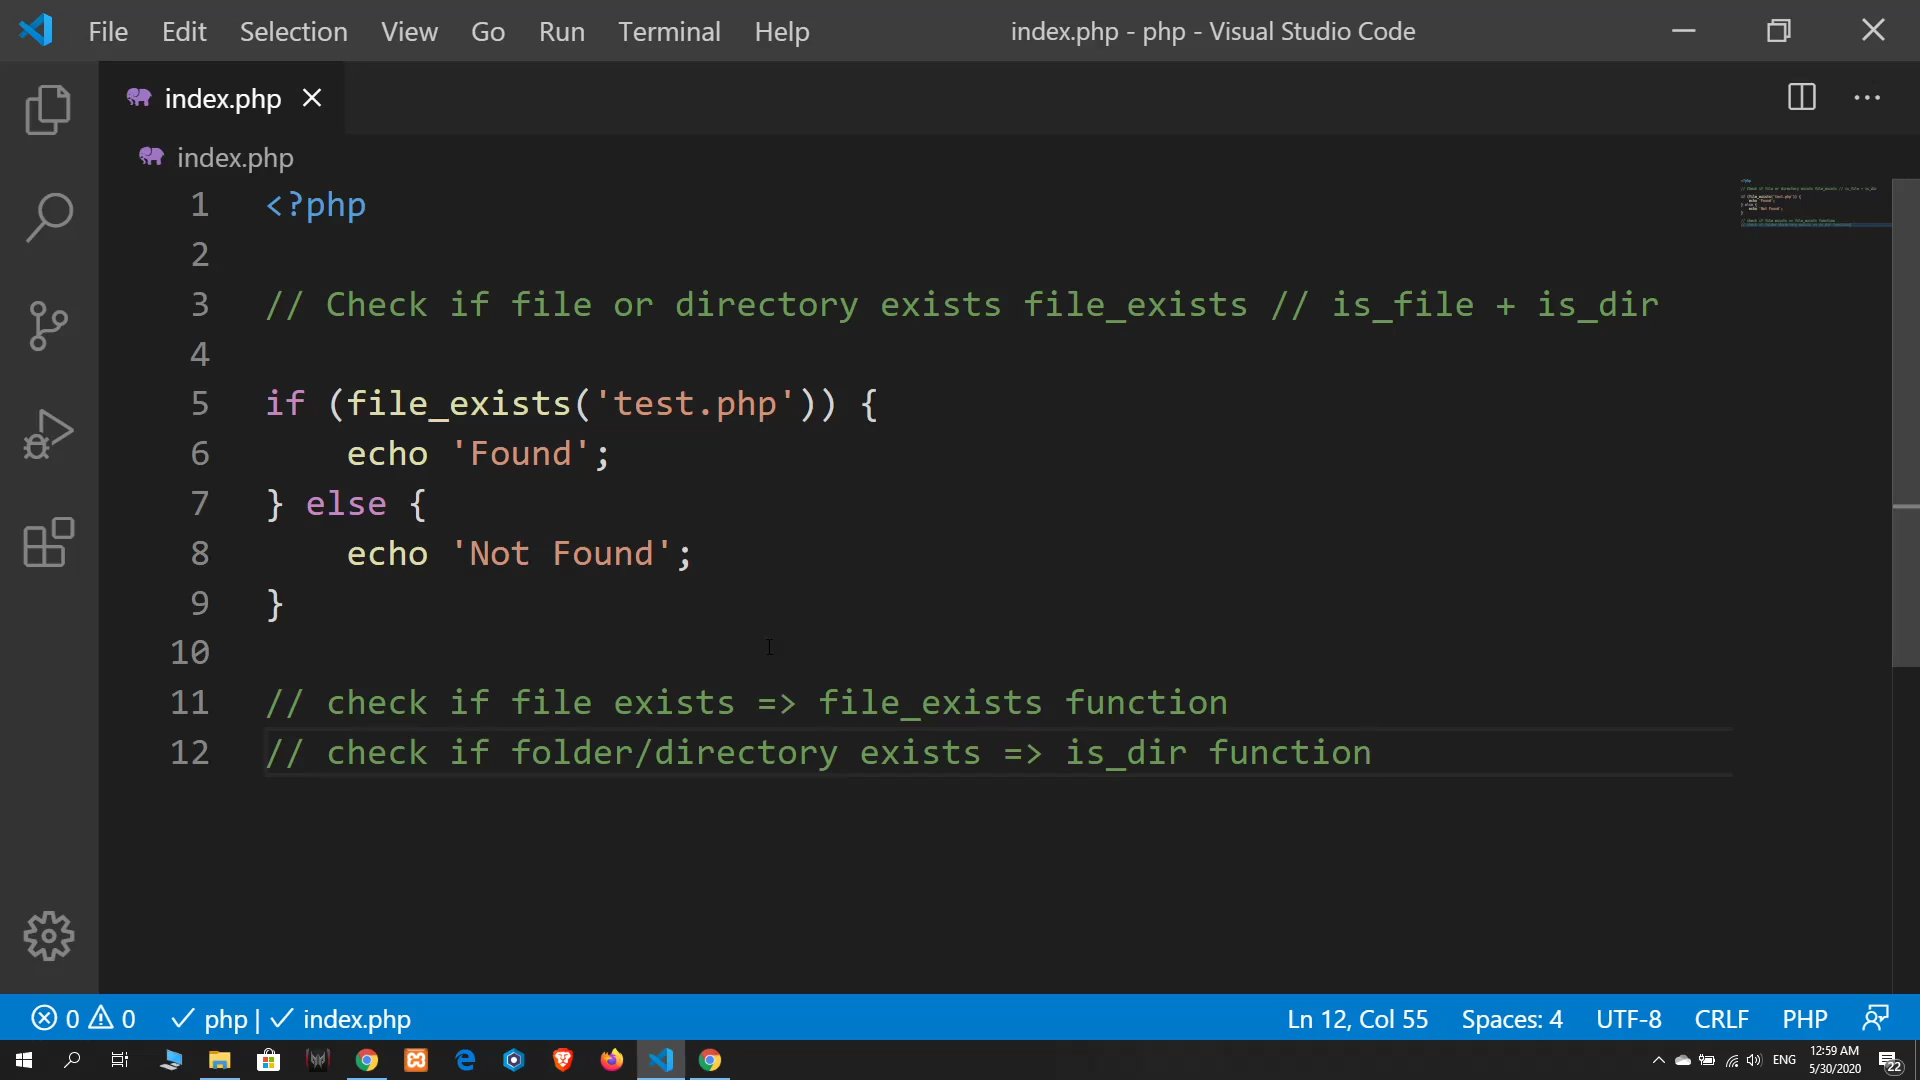 File Edit Selection View Go Run Terminal Help index.php - php - Visual Studio Code
index.php
index.php
1 <?php
2
3 // Check if file or directory exists file_exists // is_file + is_dir
4
5 if (file_exists('test.php')) {
6     echo 'Found';
7 } else {
8     echo 'Not Found';
9 }
10
11 // check if file exists => file_exists function
12 // check if folder/directory exists => is_dir function
0 0 php | index.php Ln 12, Col 55 Spaces: 4 UTF-8 CRLF PHP
ENG 12:59 AM
5/30/2020 22